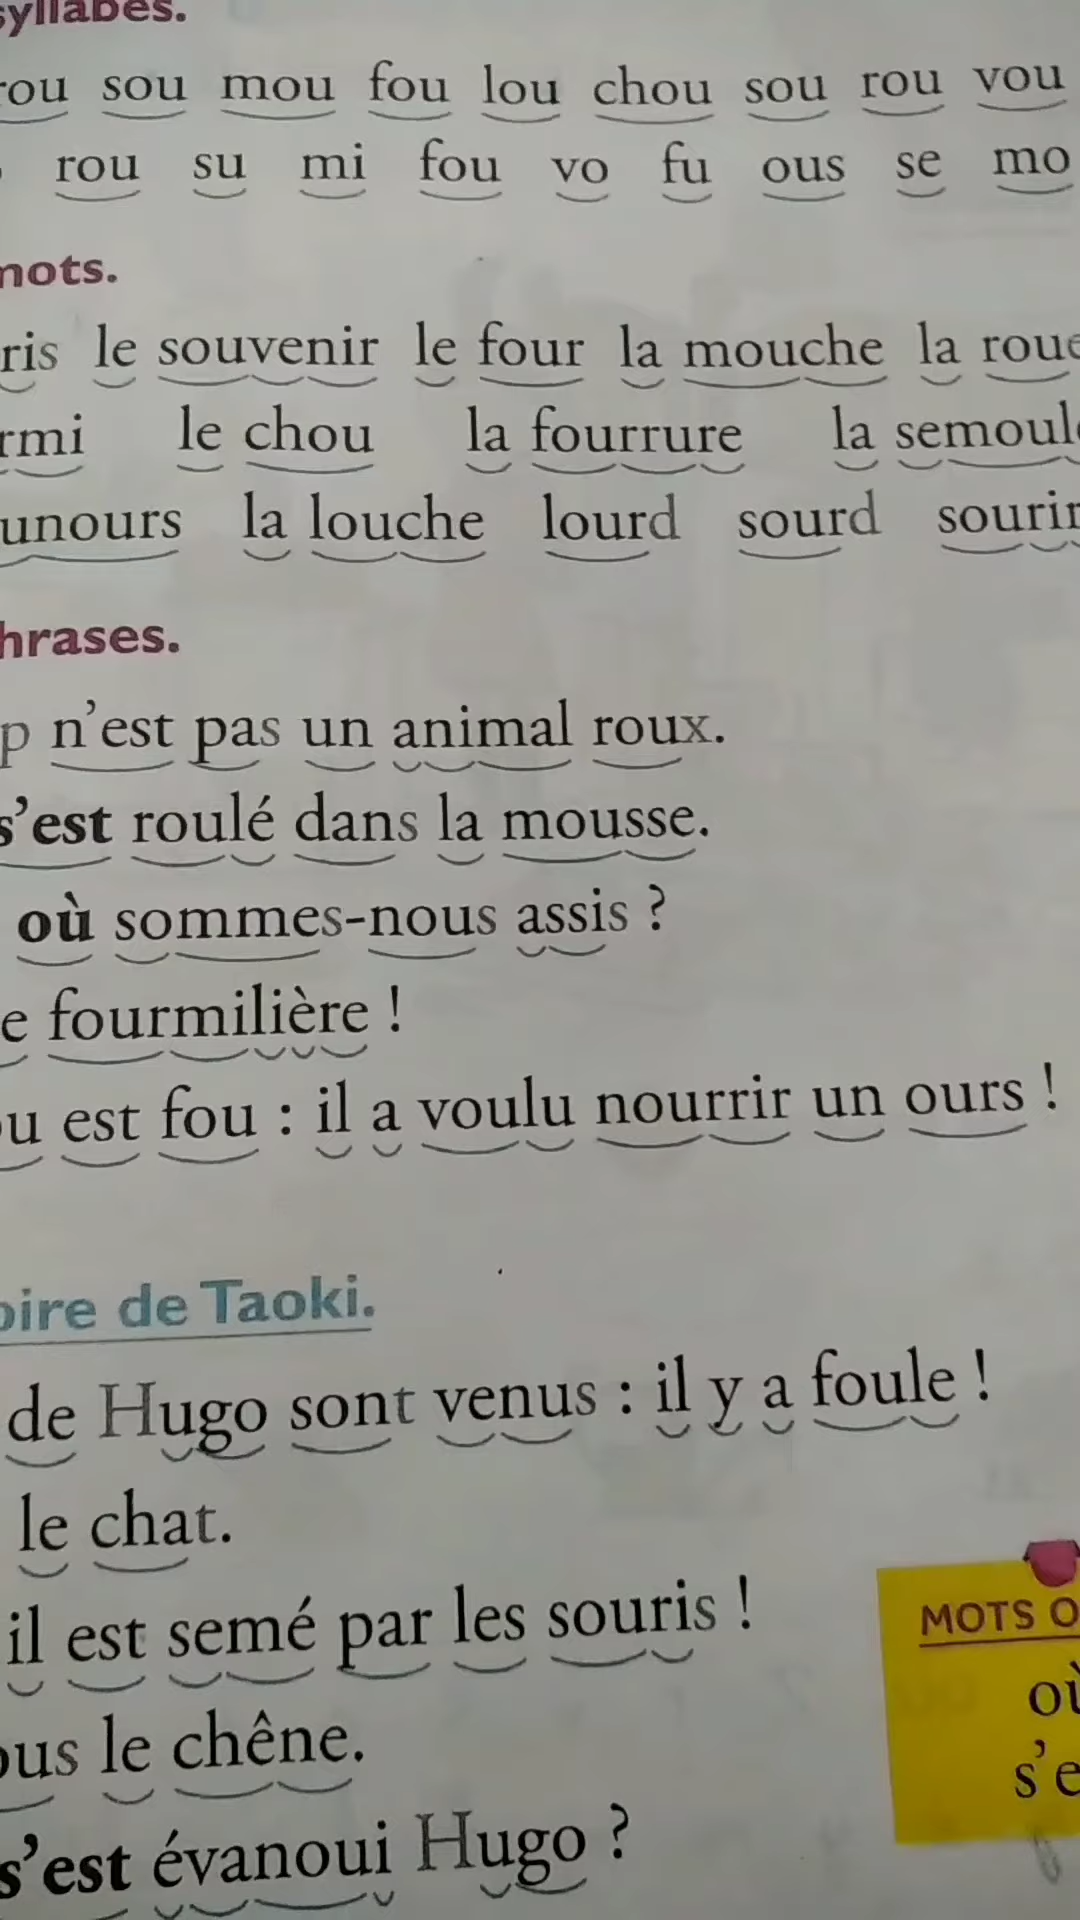 syllabes.
rou sou mou fou lou chou sou rou vou
rou su mi fou vo fu ous se mo
mots.
ris le souvenir le four la mouche la roue
rmi le chou la fourrure la semoule
unours la louche lourd sourd sourir
hrases.
p n'est pas un animal roux.
s'est roulé dans la mousse.
où sommes-nous assis ?
e fourmilière !
u est fou : il a voulu nourrir un ours !
oire de Taoki.
de Hugo sont venus : il y a foule !
le chat.
il est semé par les souris !
ous le chêne.
s'est évanoui Hugo ?
MOTS O
où
s'e